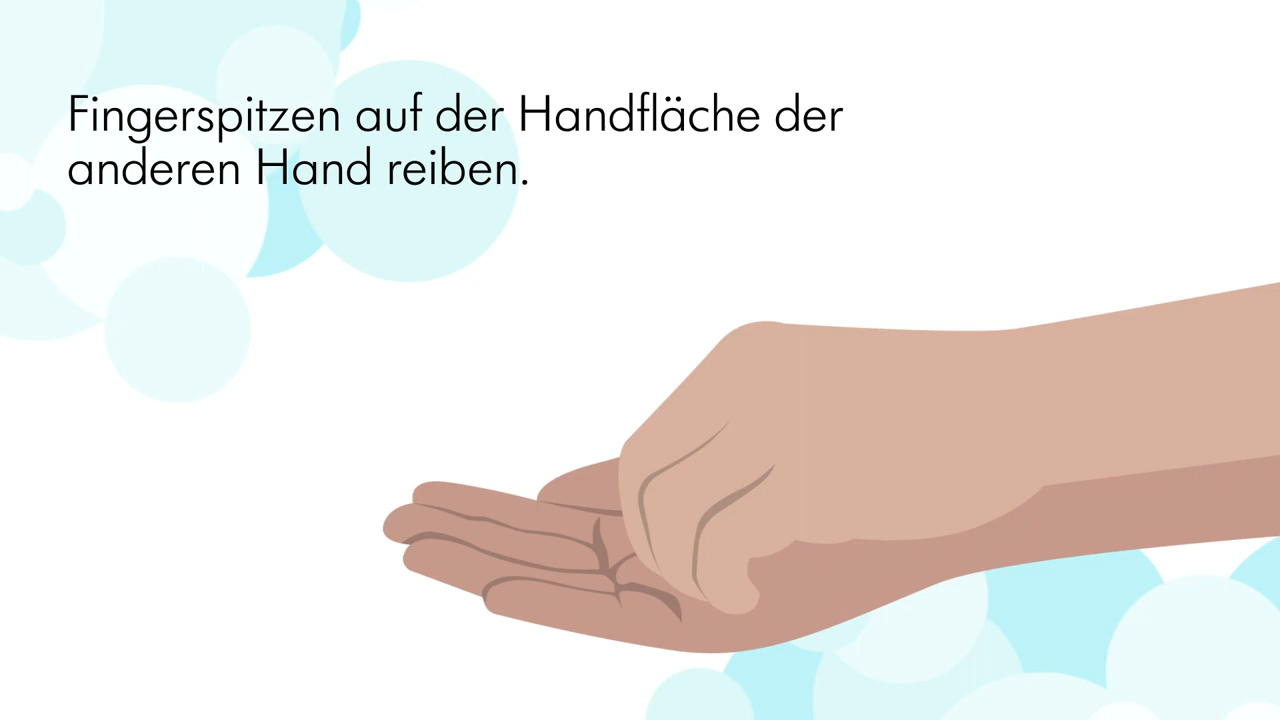 Fingerspitzen auf der Handfläche der
anderen Hand reiben.